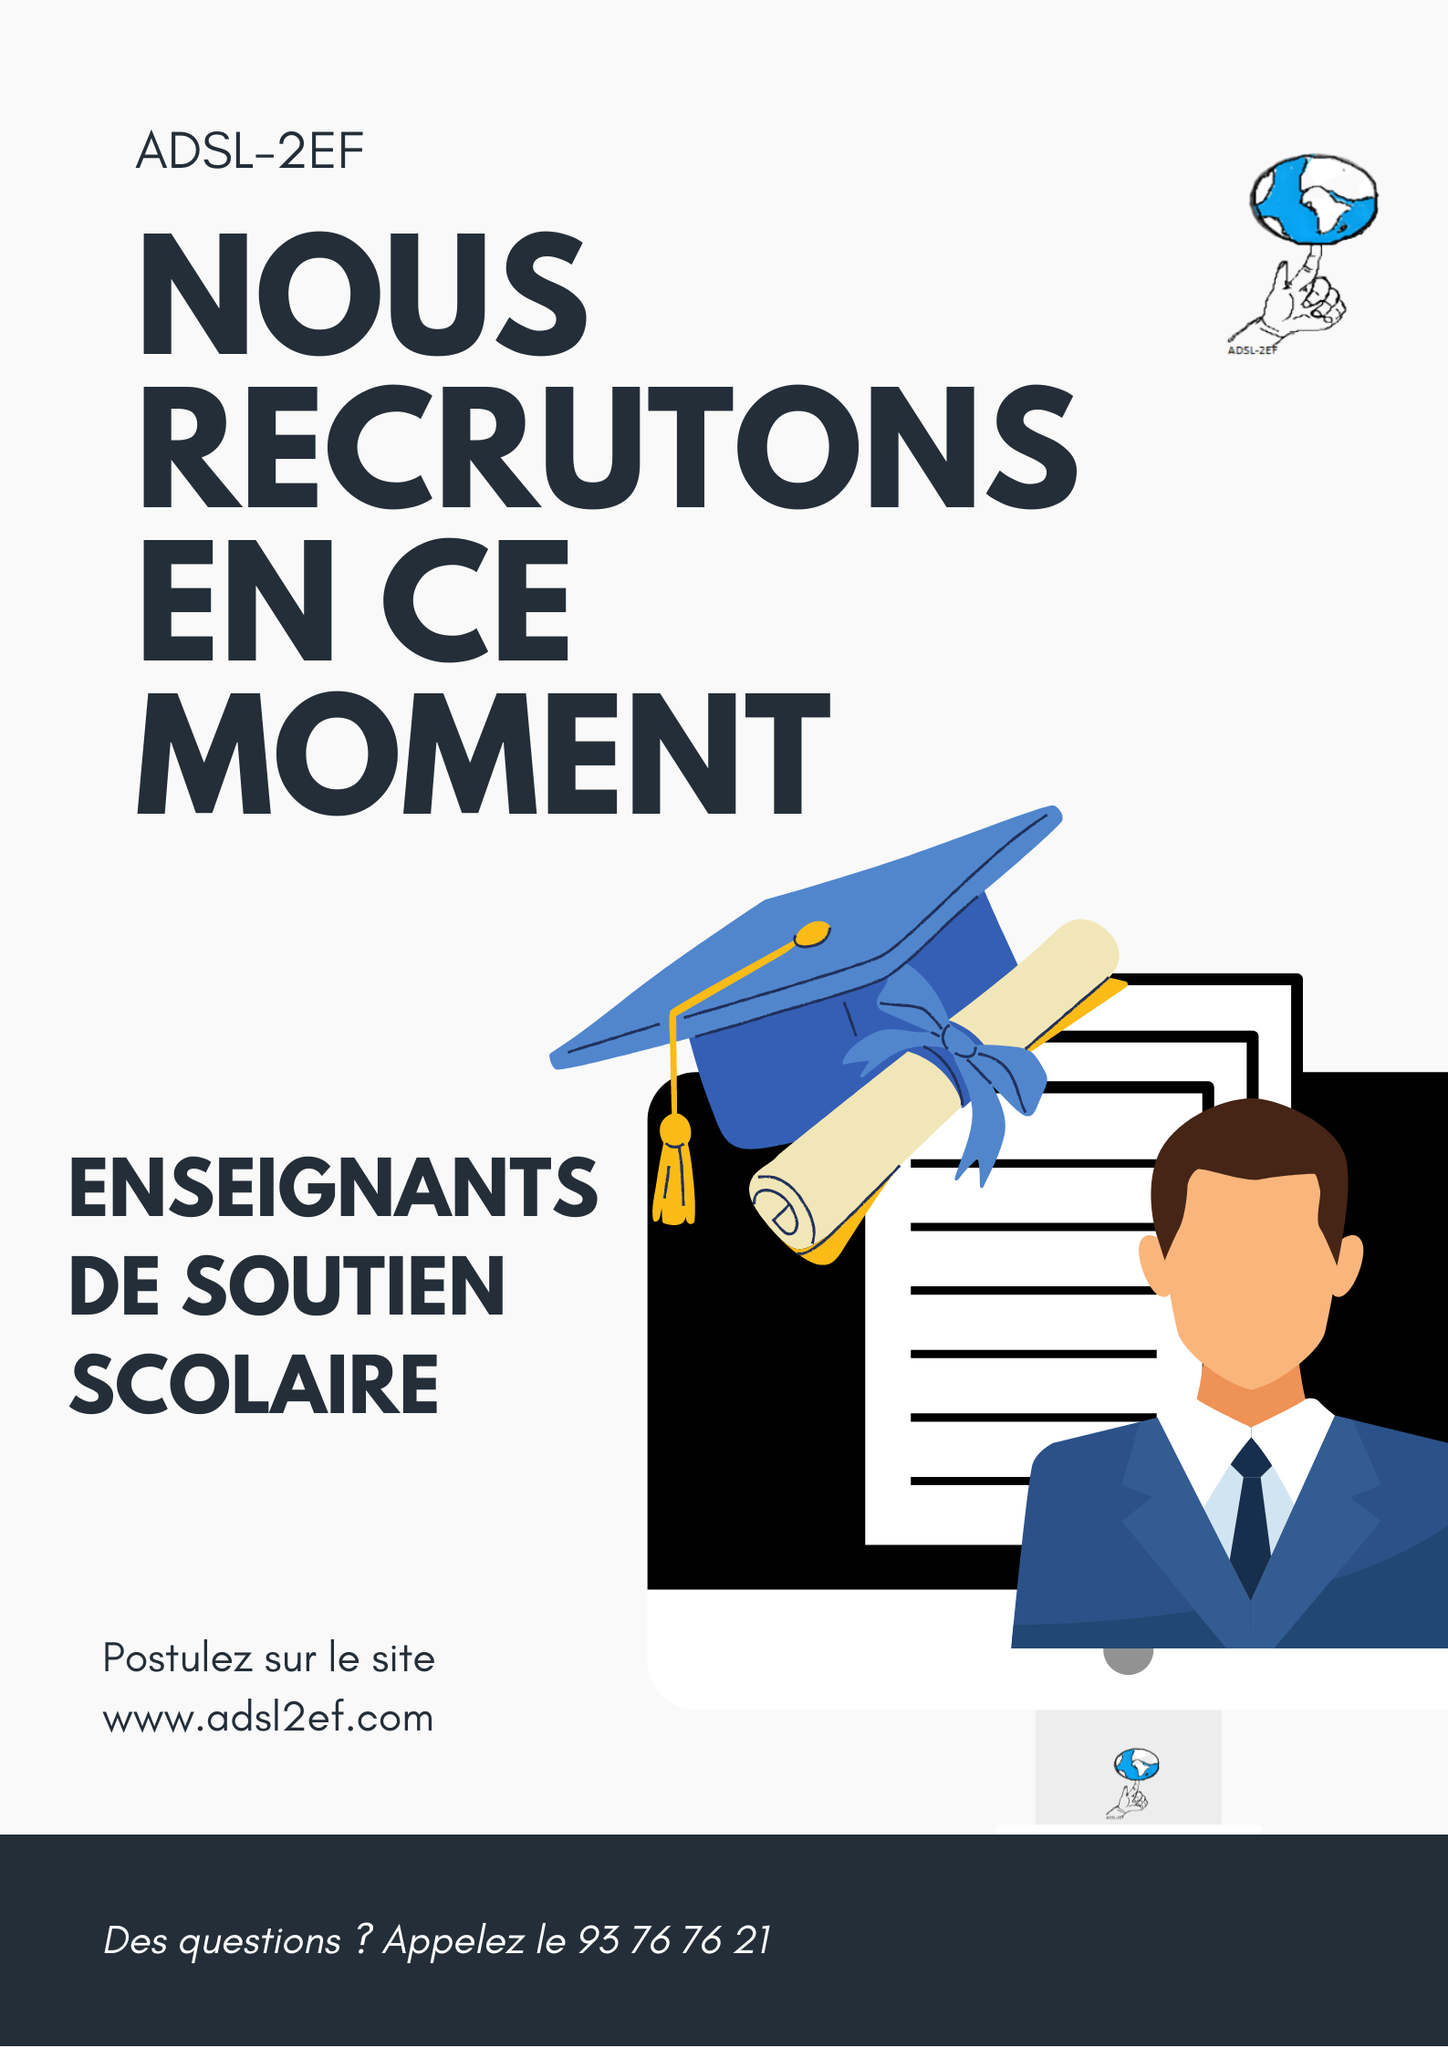 ADSL-2EF
NOUS
RECRUTONS
EN CE
MOMENT
ADSL-2EF
ENSEIGNANTS
DE SOUTIEN
SCOLAIRE
Postulez sur le site
www.adsl2ef.com
Des questions ? Appelez le 93 76 76 21